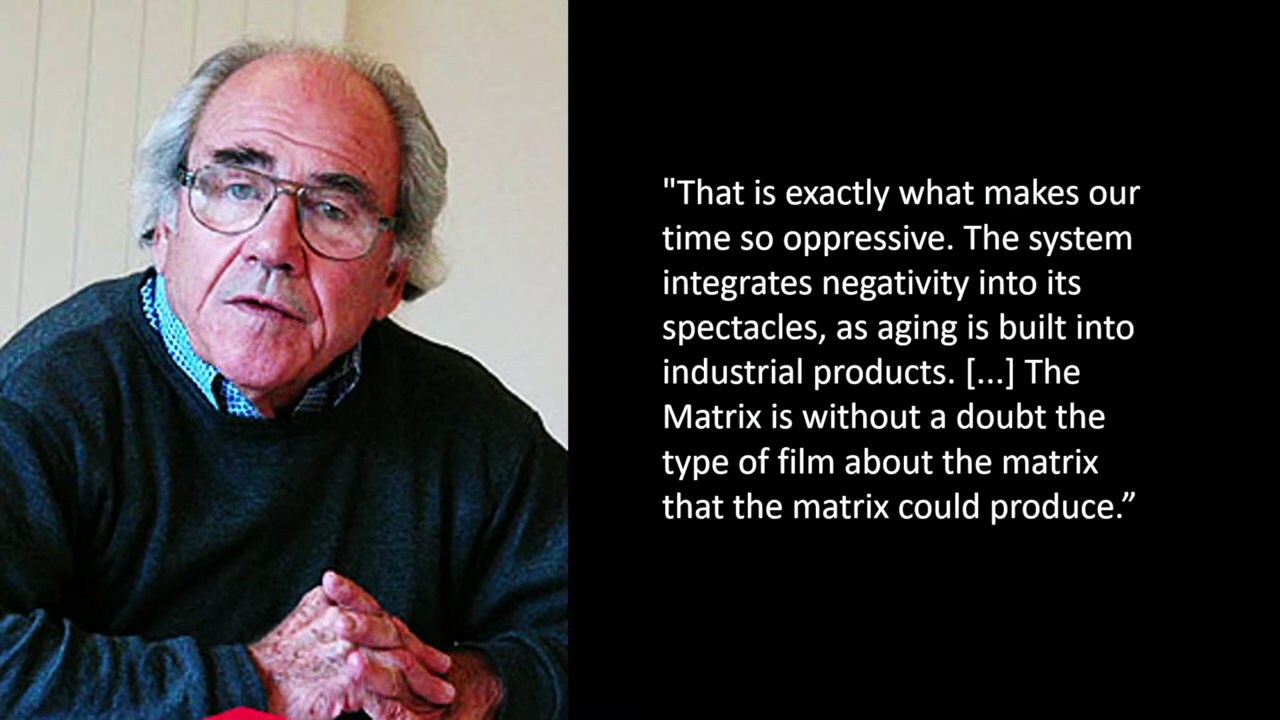 "That is exactly what makes our
time so oppressive. The system
integrates negativity into its
spectacles, as aging is built into
industrial products. [...] The
Matrix is without a doubt the
type of film about the matrix
that the matrix could produce.”